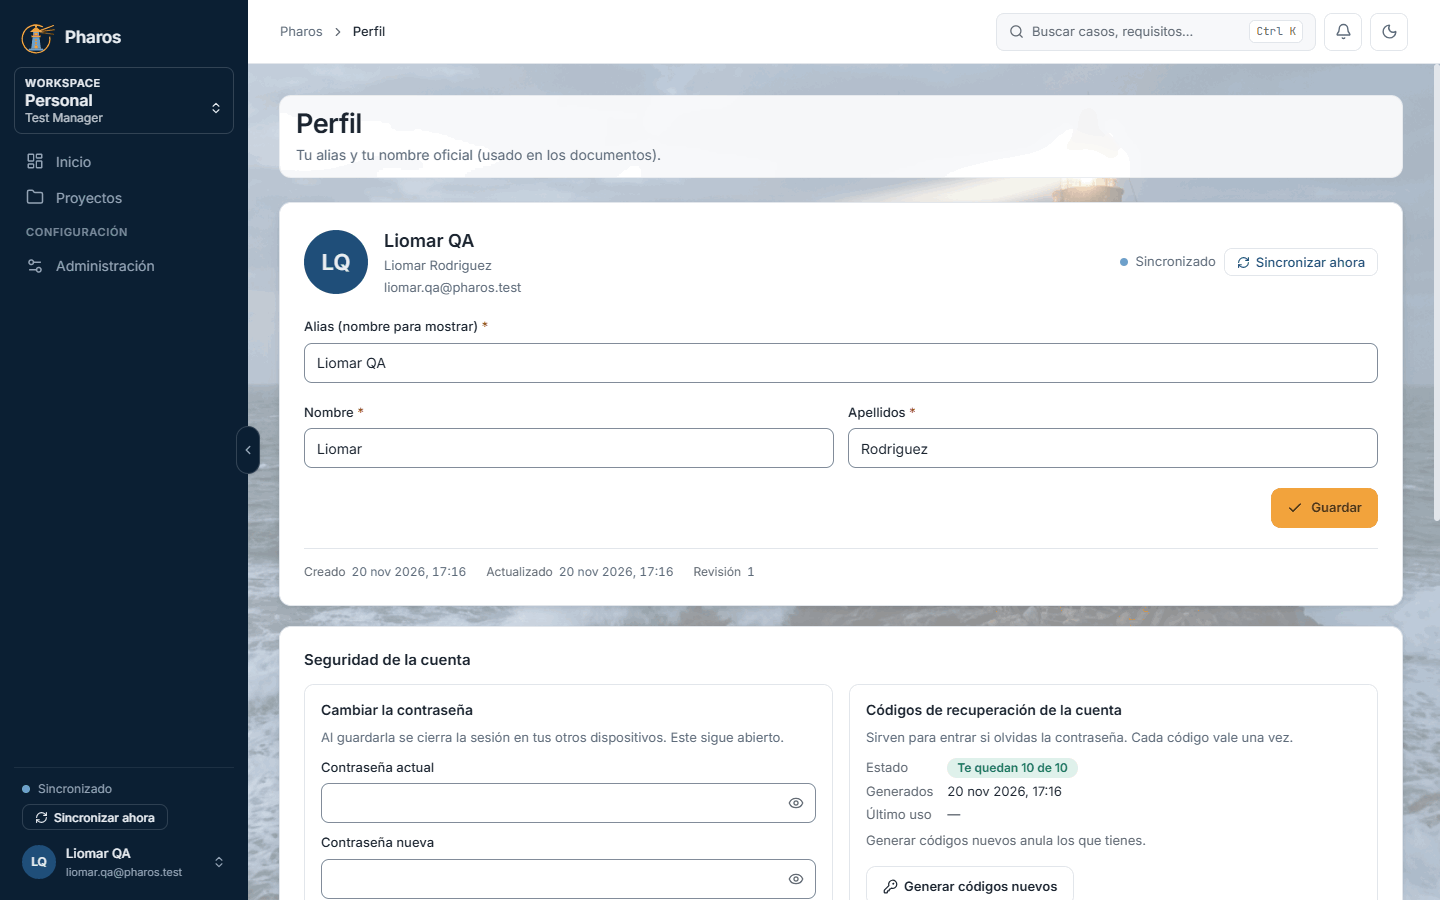 Pharos
WORKSPACE
Personal
Test Manager
Inicio
Proyectos
CONFIGURACIÓN
Administración
Sincronizado
Sincronizar ahora
LQ
Liomar QA
liomar.qa@pharos.test
Pharos > Perfil
Buscar casos, requisitos...
Ctrl K
Perfil
Tu alias y tu nombre oficial (usado en los documentos).
LQ
Liomar QA
Liomar Rodriguez
liomar.qa@pharos.test
Sincronizado
Sincronizar ahora
Alias (nombre para mostrar) *
Liomar QA
Nombre *
Liomar
Apellidos *
Rodriguez
Guardar
Creado 20 nov 2026, 17:16 Actualizado 20 nov 2026, 17:16 Revisión 1
Seguridad de la cuenta
Cambiar la contraseña
Al guardarla se cierra la sesión en tus otros dispositivos. Este sigue abierto.
Contraseña actual
Contraseña nueva
Códigos de recuperación de la cuenta
Sirven para entrar si olvidas la contraseña. Cada código vale una vez.
Estado Te quedan 10 de 10
Generados 20 nov 2026, 17:16
Último uso —
Generar códigos nuevos anula los que tienes.
Generar códigos nuevos